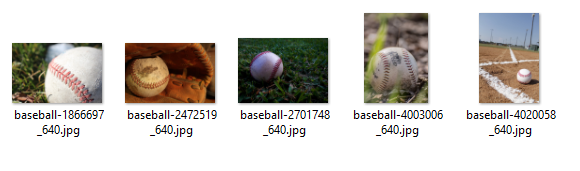 baseball-1866697
_640.jpg
baseball-2472519
_640.jpg
baseball-2701748
_640.jpg
baseball-4003006
_640.jpg
baseball-4020058
_640.jpg